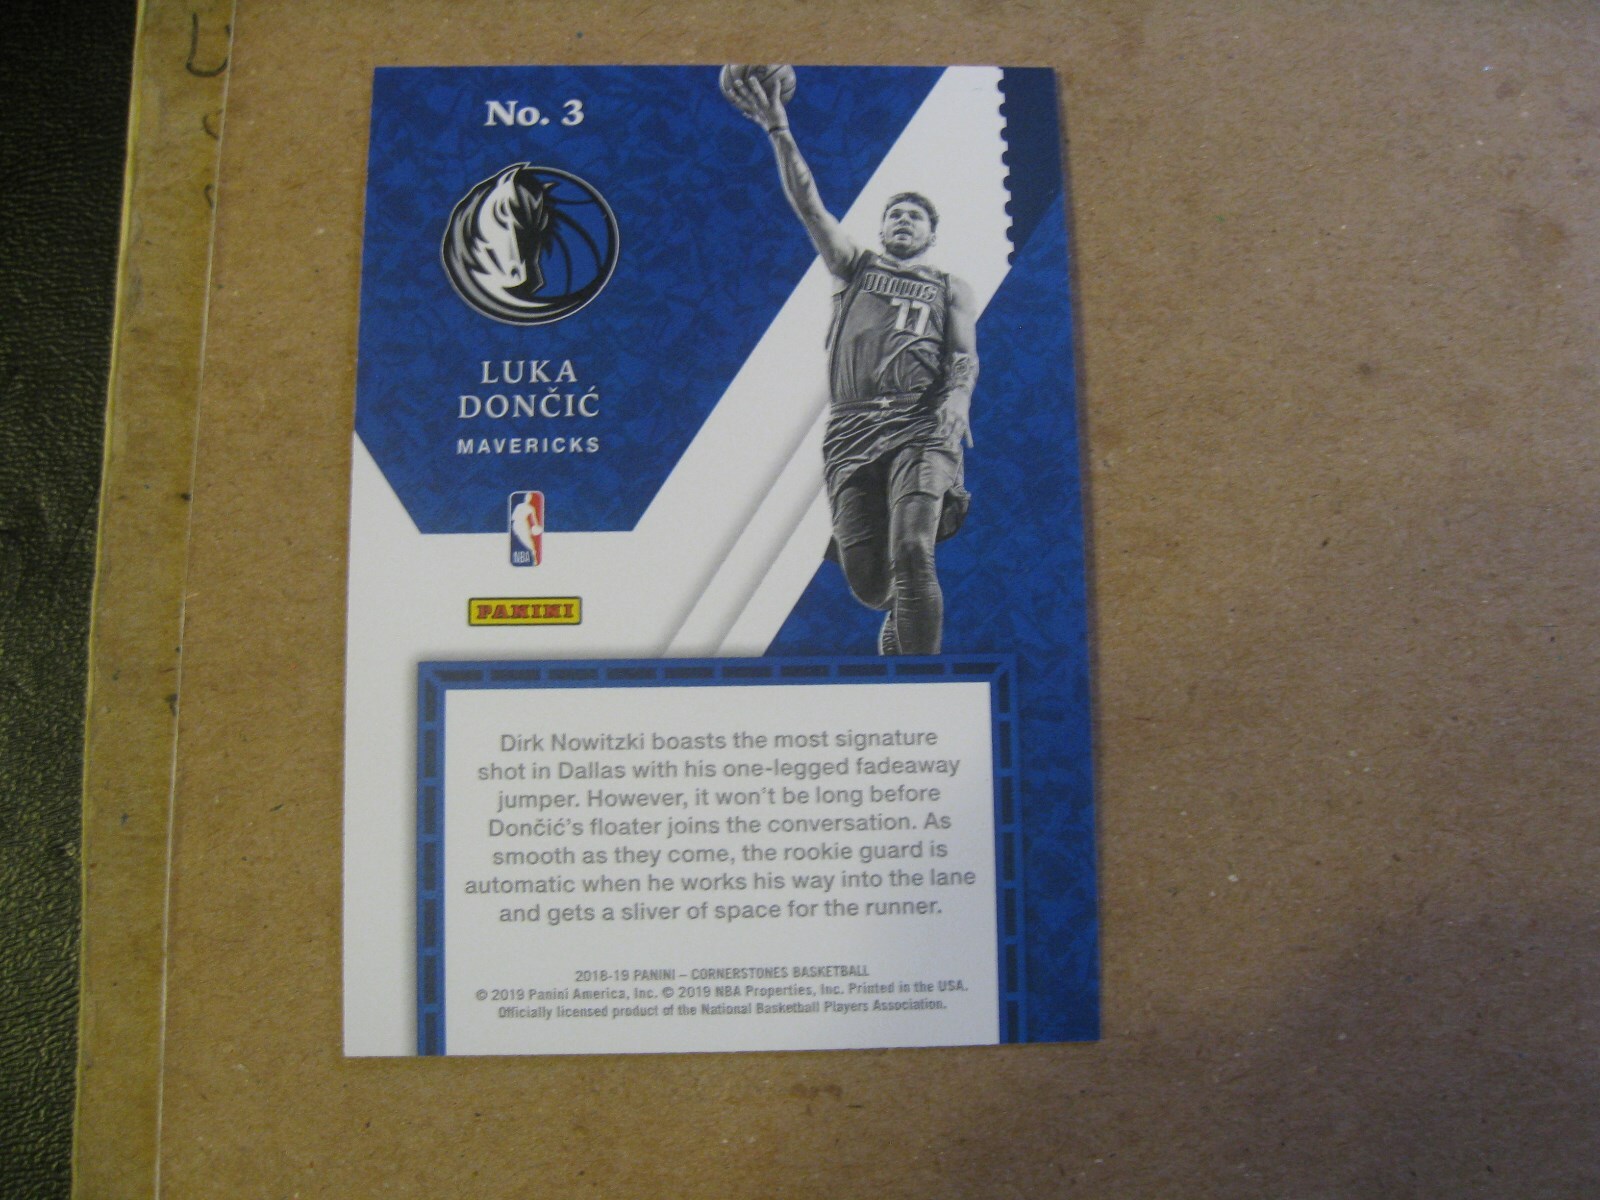 No. 3
LUKA
DONČIĆ
MAVERICKS
DALLAS
77
NBA
PANINI
Dirk Nowitzki boasts the most signature
shot in Dallas with his one-legged fadeaway
jumper. However, it won't be long before
Dončić's floater joins the conversation. As
smooth as they come, the rookie guard is
automatic when he works his way into the lane
and gets a sliver of space for the runner.
2018-19 PANINI – CORNERSTONES BASKETBALL
© 2019 Panini America, Inc. © 2019 NBA Properties, Inc. Printed in the USA.
Officially licensed product of the National Basketball Players Association.